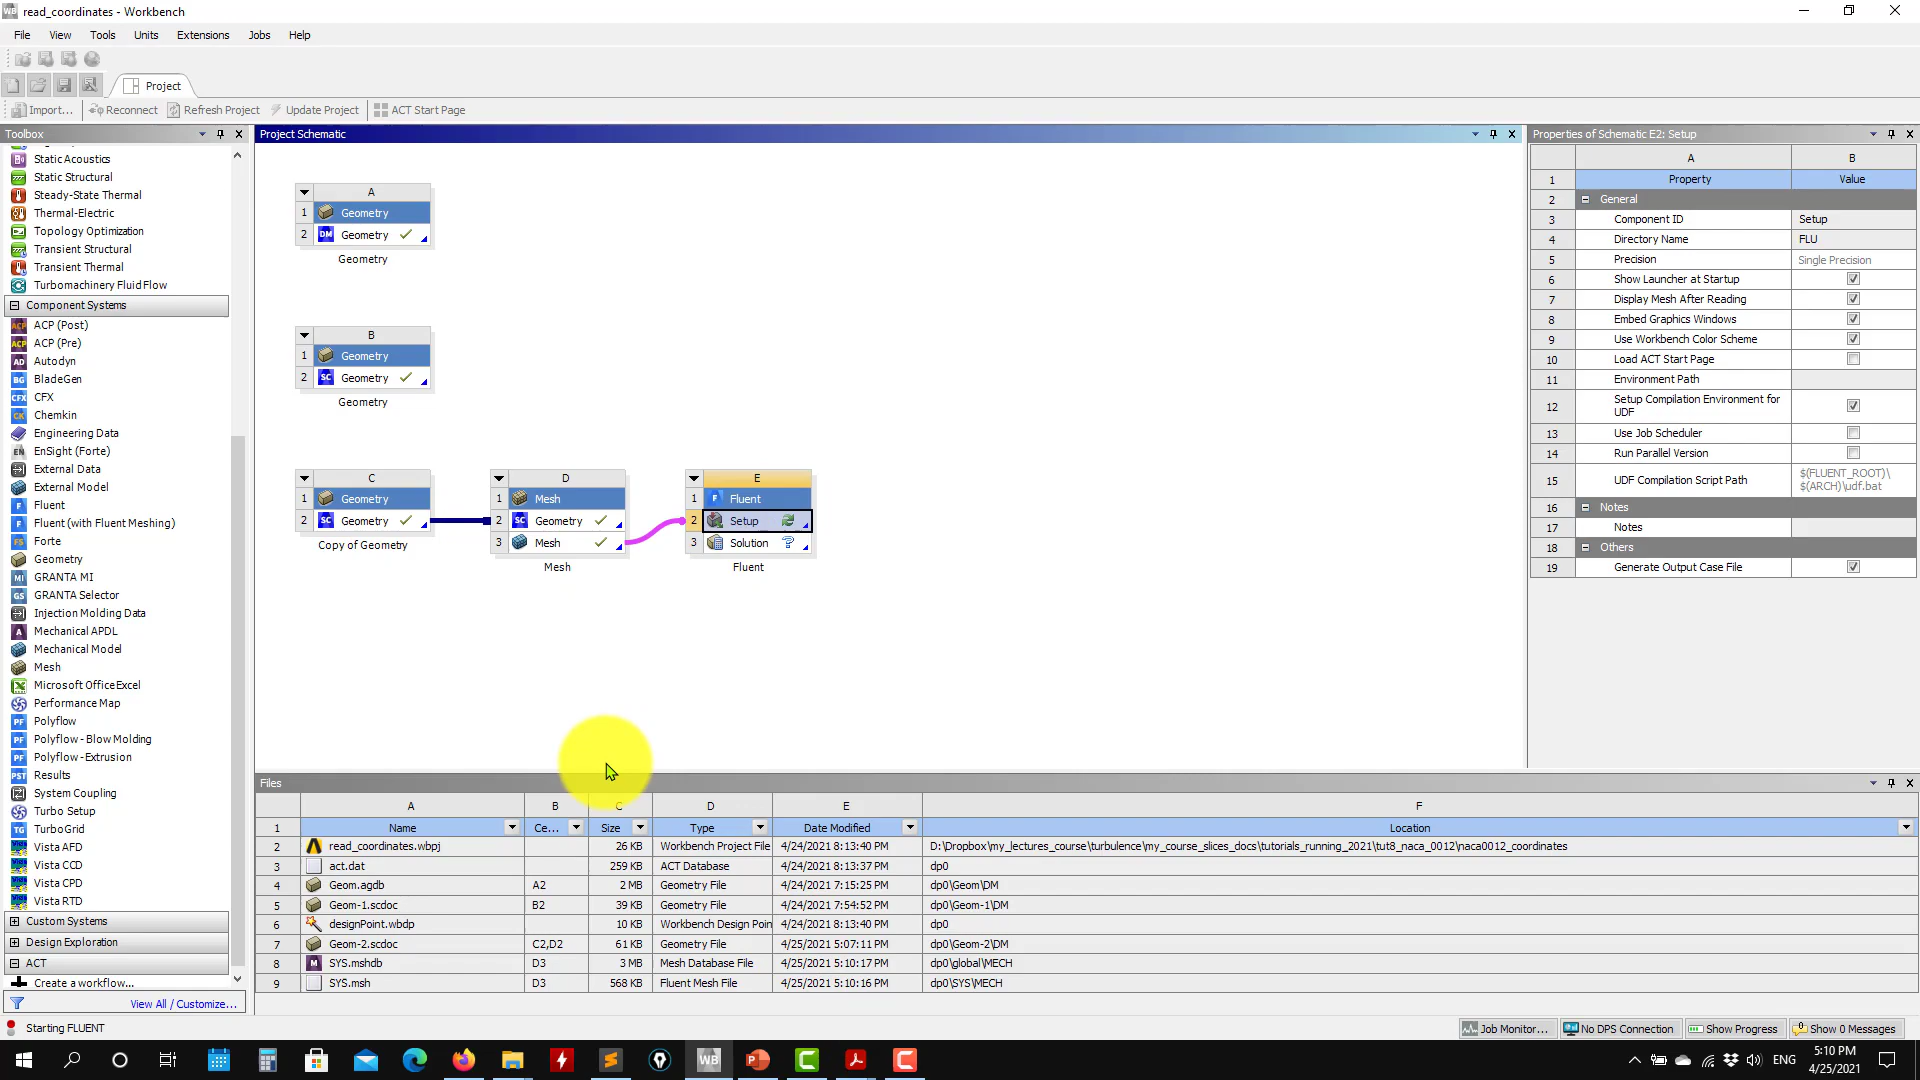 read_coordinates - Workbench
File View Tools Units Extensions Jobs Help
Project
Import... Reconnect Refresh Project Update Project ACT Start Page
Toolbox
Static Acoustics
Static Structural
Steady-State Thermal
Thermal-Electric
Topology Optimization
Transient Structural
Transient Thermal
Turbomachinery Fluid Flow
Component Systems
ACP (Post)
ACP (Pre)
Autodyn
BladeGen
CFX
Chemkin
Engineering Data
EnSight (Forte)
External Data
External Model
Fluent
Fluent (with Fluent Meshing)
Forte
Geometry
GRANTA MI
GRANTA Selector
Injection Molding Data
Mechanical APDL
Mechanical Model
Mesh
Microsoft Office Excel
Performance Map
Polyflow
Polyflow - Blow Molding
Polyflow - Extrusion
Results
System Coupling
Turbo Setup
TurboGrid
Vista AFD
Vista CCD
Vista CPD
Vista RTD
Custom Systems
Design Exploration
ACT
Create a workflow...
View All / Customize...
Project Schematic
A
1 Geometry
2 DM Geometry
Geometry
B
1 Geometry
2 SC Geometry
Geometry
C
1 Geometry
2 SC Geometry
Copy of Geometry
D
1 Mesh
2 SC Geometry
3 Mesh
Mesh
E
1 Fluent
2 Setup
3 Solution
Fluent
Properties of Schematic E2: Setup
A B
1 Property Value
2 General
3 Component ID Setup
4 Directory Name FLU
5 Precision Single Precision
6 Show Launcher at Startup
7 Display Mesh After Reading
8 Embed Graphics Windows
9 Use Workbench Color Scheme
10 Load ACT Start Page
11 Environment Path
12 Setup Compilation Environment for UDF
13 Use Job Scheduler
14 Run Parallel Version
15 UDF Compilation Script Path $(FLUENT_ROOT)\$(ARCH)\udf.bat
16 Notes
17 Notes
18 Others
19 Generate Output Case File
Files
A B C D E F
1 Name Ce... Size Type Date Modified Location
2 read_coordinates.wbpj 26 KB Workbench Project File 4/24/2021 8:13:40 PM D:\Dropbox\my_lectures_course\turbulence\my_course_slices_docs\tutorials_running_2021\tut8_naca_0012\naca0012_coordinates
3 act.dat 259 KB ACT Database 4/24/2021 8:13:37 PM dp0
4 Geom.agdb A2 2 MB Geometry File 4/24/2021 7:15:25 PM dp0\Geom\DM
5 Geom-1.scdoc B2 39 KB Geometry File 4/24/2021 7:54:52 PM dp0\Geom-1\DM
6 designPoint.wbdp 10 KB Workbench Design Poin 4/24/2021 8:13:40 PM dp0
7 Geom-2.scdoc C2,D2 61 KB Geometry File 4/25/2021 5:07:11 PM dp0\Geom-2\DM
8 SYS.mshdb D3 3 MB Mesh Database File 4/25/2021 5:10:17 PM dp0\global\MECH
9 SYS.msh D3 568 KB Fluent Mesh File 4/25/2021 5:10:16 PM dp0\SYS\MECH
Starting FLUENT
Job Monitor... No DPS Connection Show Progress Show 0 Messages
ENG
5:10 PM
4/25/2021